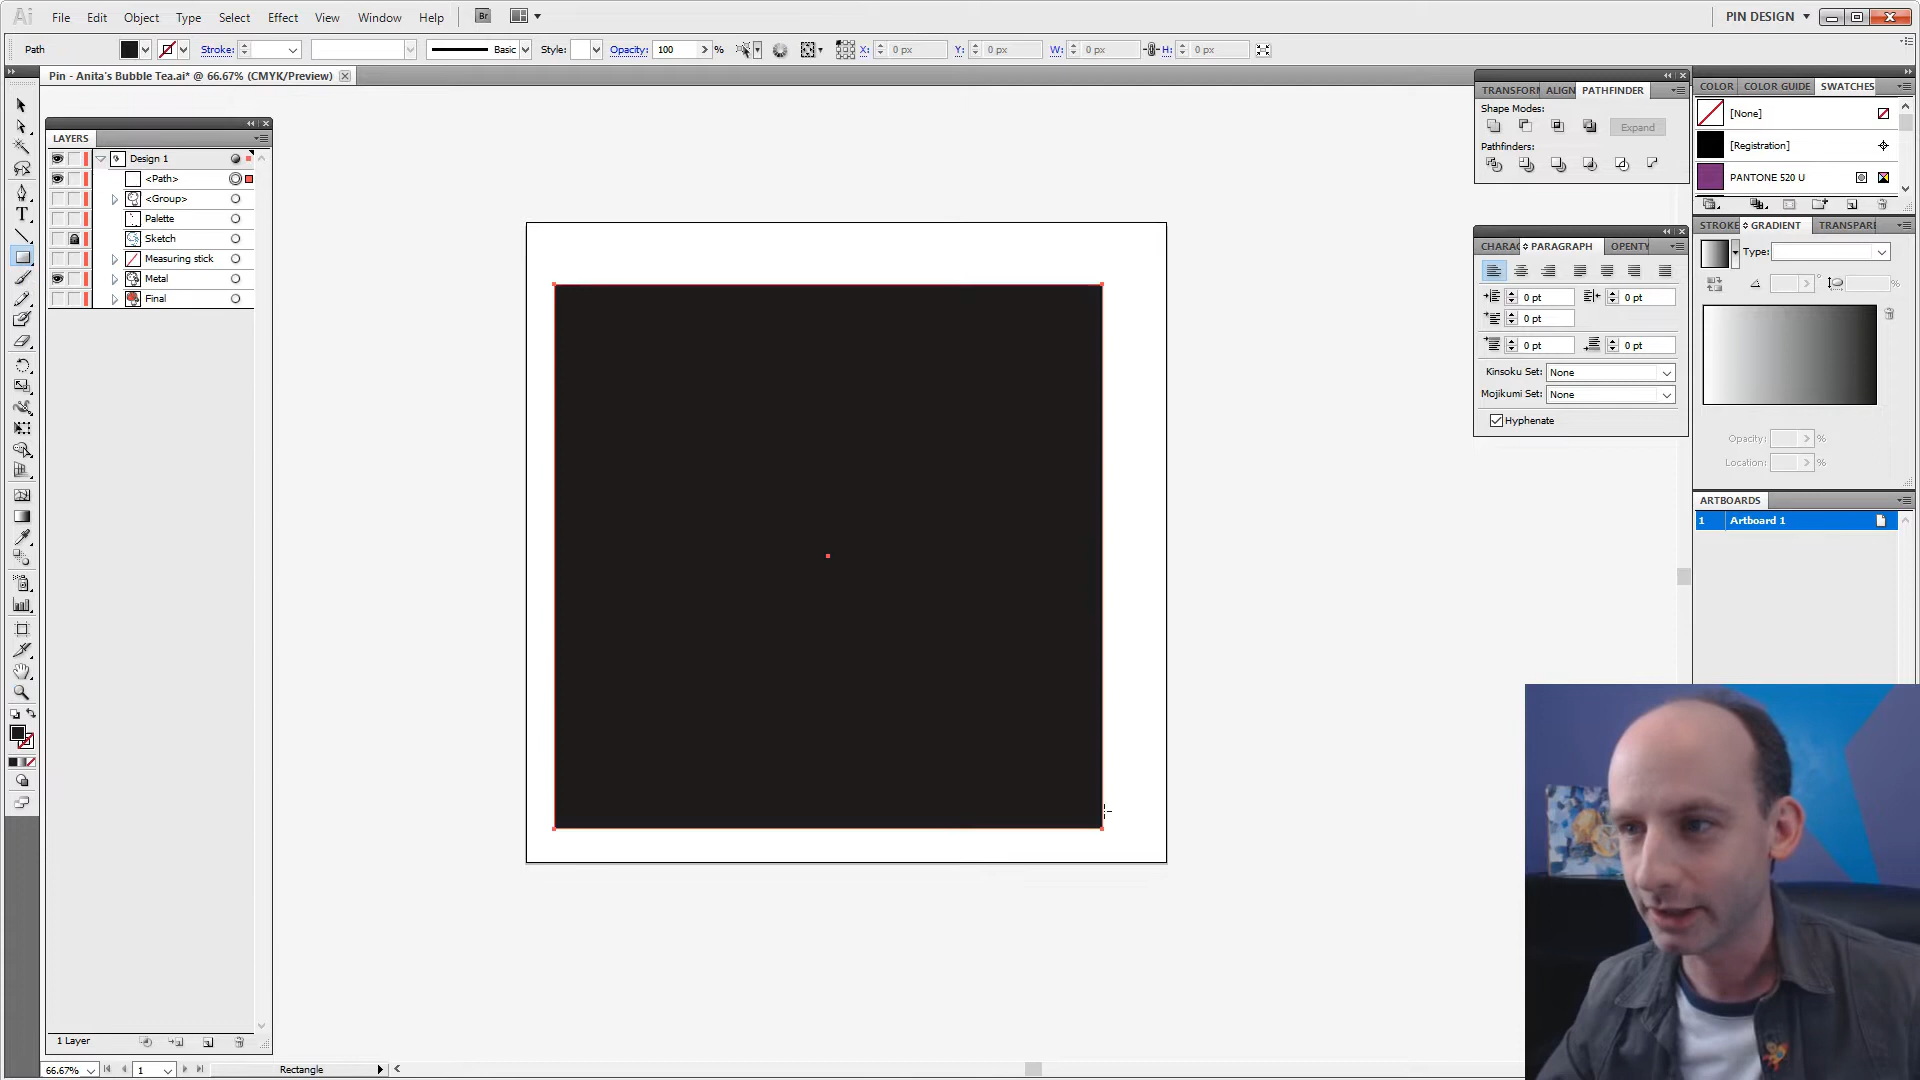 Ai File Edit Object Type Select Effect View Window Help Br PIN DESIGN
Path Stroke: Basic Style: Opacity: 100 % X: 0 px Y: 0 px W: 0 px H: 0 px
Pin - Anita's Bubble Tea.ai* @ 66.67% (CMYK/Preview)
LAYERS
Design 1
<Path>
<Group>
Palette
Sketch
Measuring stick
Metal
Final
1 Layer
66.67% 1 Rectangle
TRANSFORM ALIGN PATHFINDER
Shape Modes:
Expand
Pathfinders:
CHARAC PARAGRAPH OPENTY
0 pt 0 pt
0 pt
0 pt 0 pt
Kinsoku Set: None
Mojikumi Set: None
Hyphenate
COLOR COLOR GUIDE SWATCHES
[None]
[Registration]
PANTONE 520 U
STROKE GRADIENT TRANSPARI
Type:
%
Opacity: %
Location: %
ARTBOARDS
1 Artboard 1
T